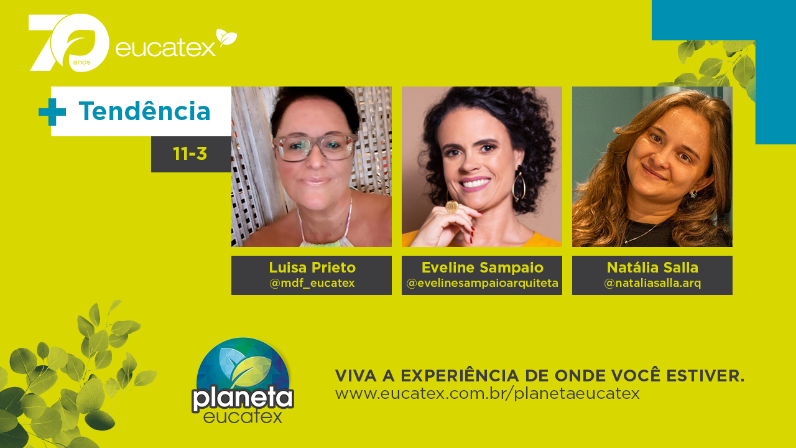 70 anos eucatex
+ Tendência
11-3
Luisa Prieto
@mdf_eucatex
Eveline Sampaio
@evelinesampaioarquiteta
Natália Salla
@nataliasalla.arq
planeta
eucatex
VIVA A EXPERIÊNCIA DE ONDE VOCÊ ESTIVER.
www.eucatex.com.br/planetaeucatex